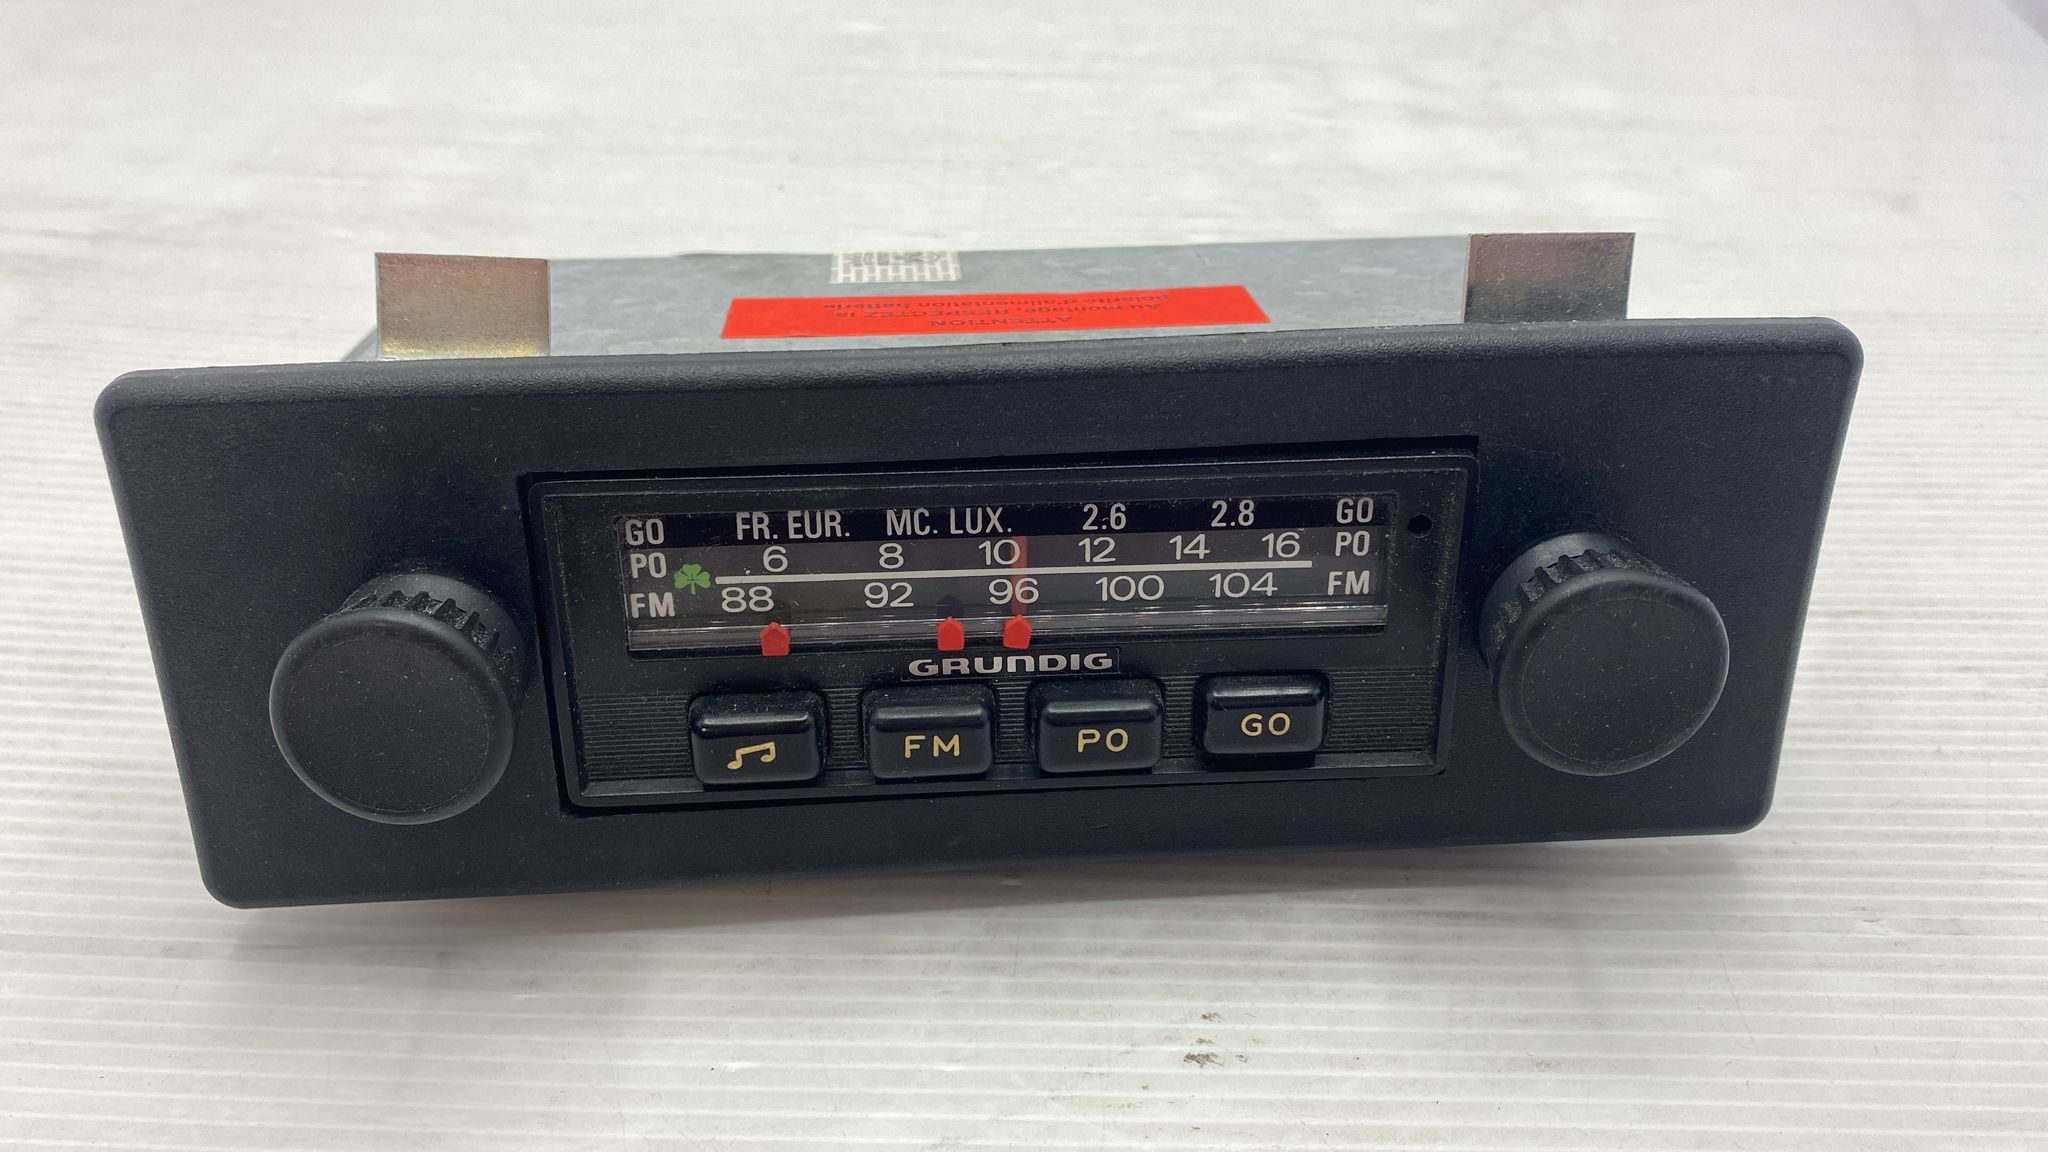 ATTENTION
Au montage, RESPECTEZ la
polarité d'alimentation batterie
GO FR. EUR. MC. LUX. 2.6 2.8 GO
PO 6 8 10 12 14 16 PO
FM 88 92 96 100 104 FM
GRUNDIG
FM PO GO